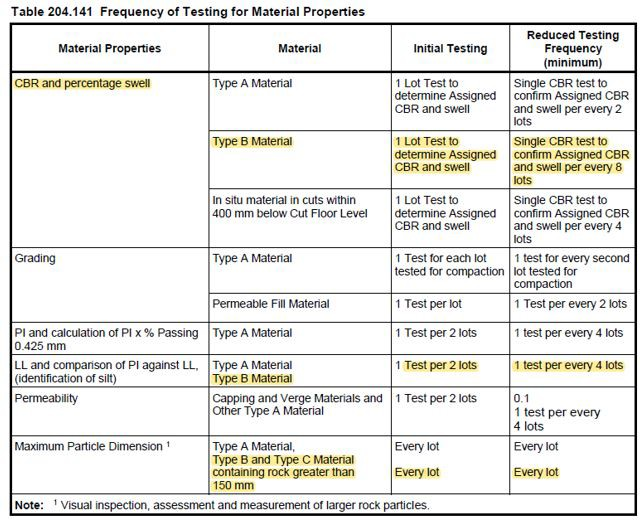 Table 204.141 Frequency of Testing for Material Properties
Material Properties
Material
Initial Testing
Reduced Testing
Frequency
(minimum)
CBR and percentage swell
Type A Material
1 Lot Test to
determine Assigned
CBR and swell
Single CBR test to
confirm Assigned CBR
and swell per every 2
lots
Type B Material
1 Lot Test to
determine Assigned
CBR and swell
Single CBR test to
confirm Assigned CBR
and swell per every 8
lots
In situ material in cuts within
400 mm below Cut Floor Level
1 Lot Test to
determine Assigned
CBR and swell
Single CBR test to
confirm Assigned CBR
and swell per every 4
lots
Grading
Type A Material
1 Test for each lot
tested for compaction
1 test for every second
lot tested for
compaction
Permeable Fill Material
1 Test per lot
1 Test per every 2 lots
PI and calculation of PI x % Passing
0.425 mm
Type A Material
1 Test per 2 lots
1 test per every 4 lots
LL and comparison of PI against LL,
(identification of silt)
Type A Material
Type B Material
1 Test per 2 lots
1 test per every 4 lots
Permeability
Capping and Verge Materials and
Other Type A Material
1 Test per 2 lots
0.1
1 test per every
4 lots
Maximum Particle Dimension 1
Type A Material,
Type B and Type C Material
containing rock greater than
150 mm
Every lot
Every lot
Every lot
Every lot
Note: 1 Visual inspection, assessment and measurement of larger rock particles.